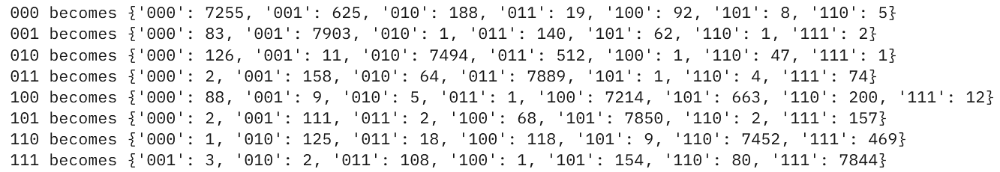 000 becomes {'000': 7255, '001': 625, '010': 188, '011': 19, '100': 92, '101': 8, '110': 5}
001 becomes {'000': 83, '001': 7903, '010': 1, '011': 140, '101': 62, '110': 1, '111': 2}
010 becomes {'000': 126, '001': 11, '010': 7494, '011': 512, '100': 1, '110': 47, '111': 1}
011 becomes {'000': 2, '001': 158, '010': 64, '011': 7889, '101': 1, '110': 4, '111': 74}
100 becomes {'000': 88, '001': 9, '010': 5, '011': 1, '100': 7214, '101': 663, '110': 200, '111': 12}
101 becomes {'000': 2, '001': 111, '011': 2, '100': 68, '101': 7850, '110': 2, '111': 157}
110 becomes {'000': 1, '010': 125, '011': 18, '100': 118, '101': 9, '110': 7452, '111': 469}
111 becomes {'001': 3, '010': 2, '011': 108, '100': 1, '101': 154, '110': 80, '111': 7844}